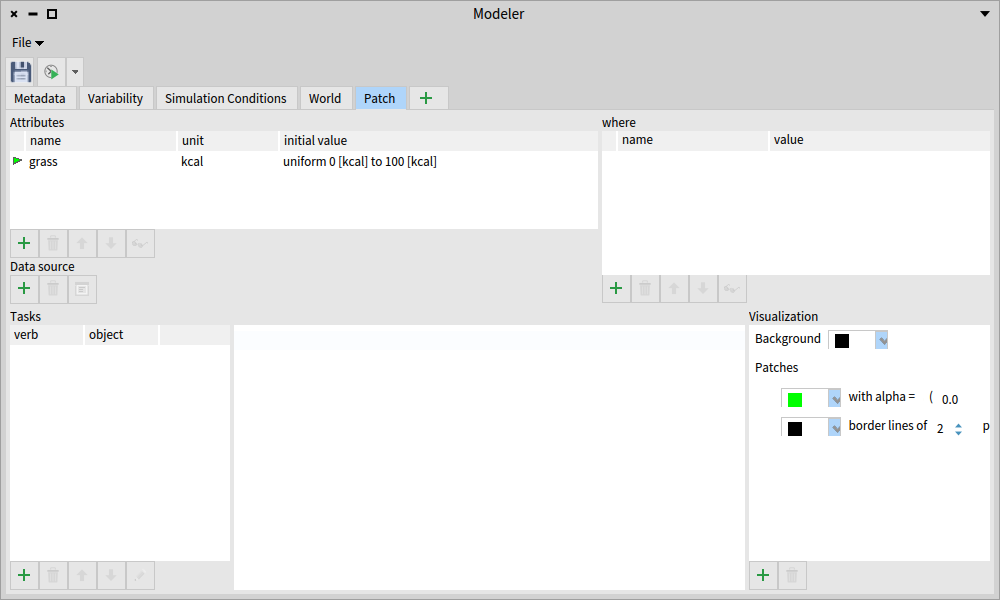 Modeler
File
Metadata Variability Simulation Conditions World Patch
Attributes
name unit initial value
grass kcal uniform 0 [kcal] to 100 [kcal]
where
name value
Data source
Tasks
verb object
Visualization
Background
Patches
with alpha = ( 0.0
border lines of 2 p